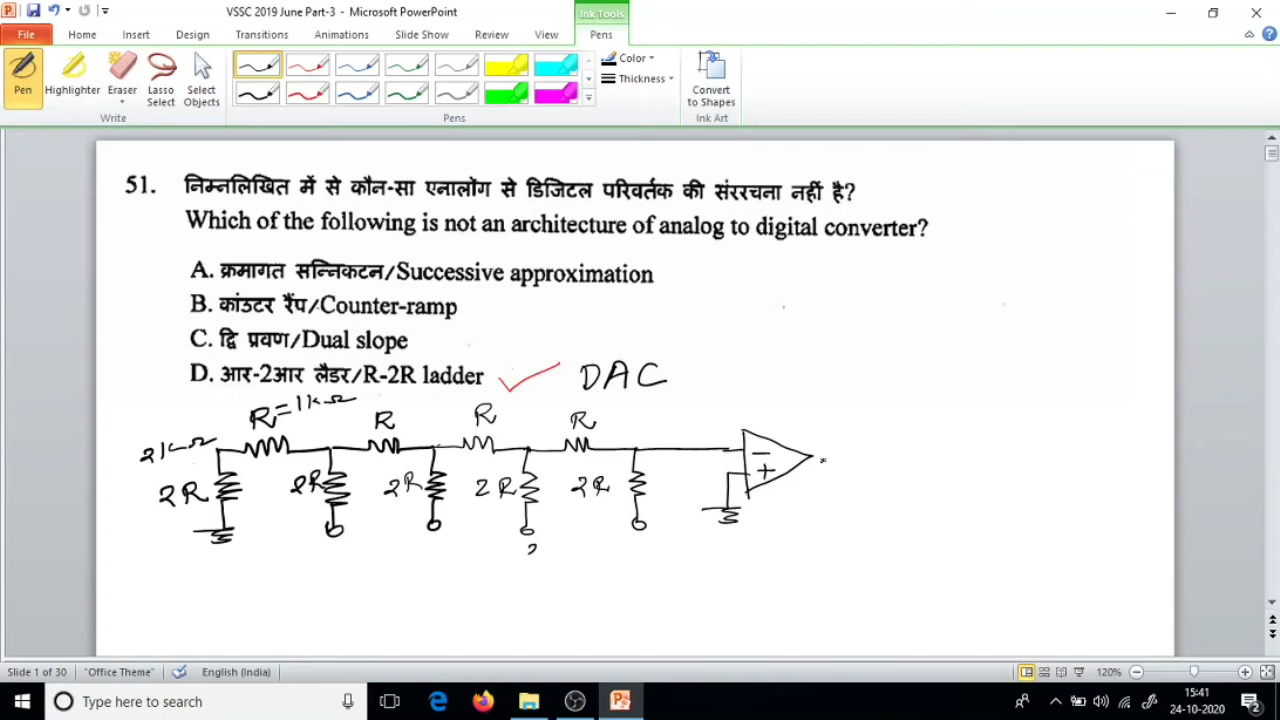 VSSC 2019 June Part-3 - Microsoft PowerPoint
Ink Tools
File Home Insert Design Transitions Animations Slide Show Review View Pens
Color
Thickness
Pen Highlighter Eraser Lasso Select Select Objects Convert to Shapes
Write Pens Ink Art
51. निम्नलिखित में से कौन-सा एनालोंग से डिजिटल परिवर्तक की संररचना नहीं है?
Which of the following is not an architecture of analog to digital converter?
A. क्रमागत सन्निकटन/Successive approximation
B. कांउटर रैंप/Counter-ramp
C. द्वि प्रवण/Dual slope
D. आर-2आर लैडर/R-2R ladder DAC
R=1kΩ R R R
2kΩ
- +
2R 2R 2R 2R 2R
Slide 1 of 30 "Office Theme" English (India) 120%
Type here to search
15:41
24-10-2020
2